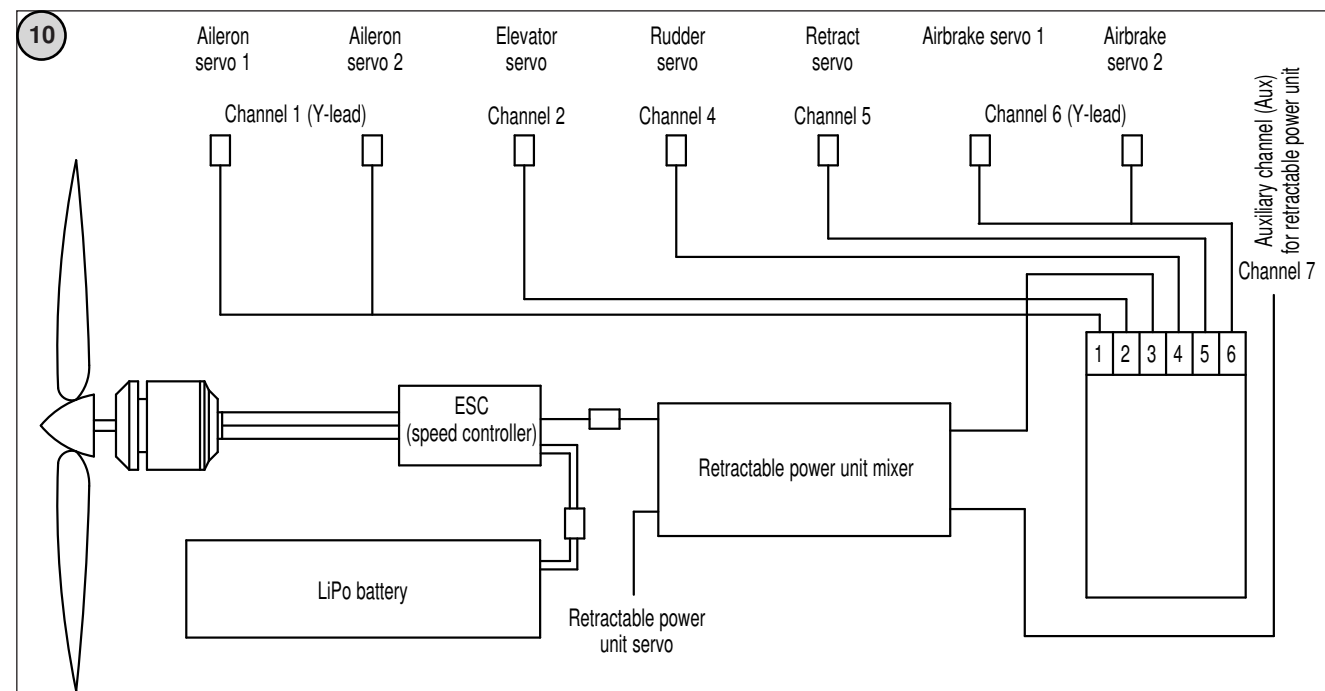 10
Aileron
servo 1
Aileron
servo 2
Elevator
servo
Rudder
servo
Retract
servo
Airbrake servo 1
Airbrake
servo 2
Channel 1 (Y-lead)
Channel 2
Channel 4
Channel 5
Channel 6 (Y-lead)
Auxiliary channel (Aux)
for retractable power unit
Channel 7
1 2 3 4 5 6
ESC
(speed controller)
Retractable power unit mixer
LiPo battery
Retractable power
unit servo